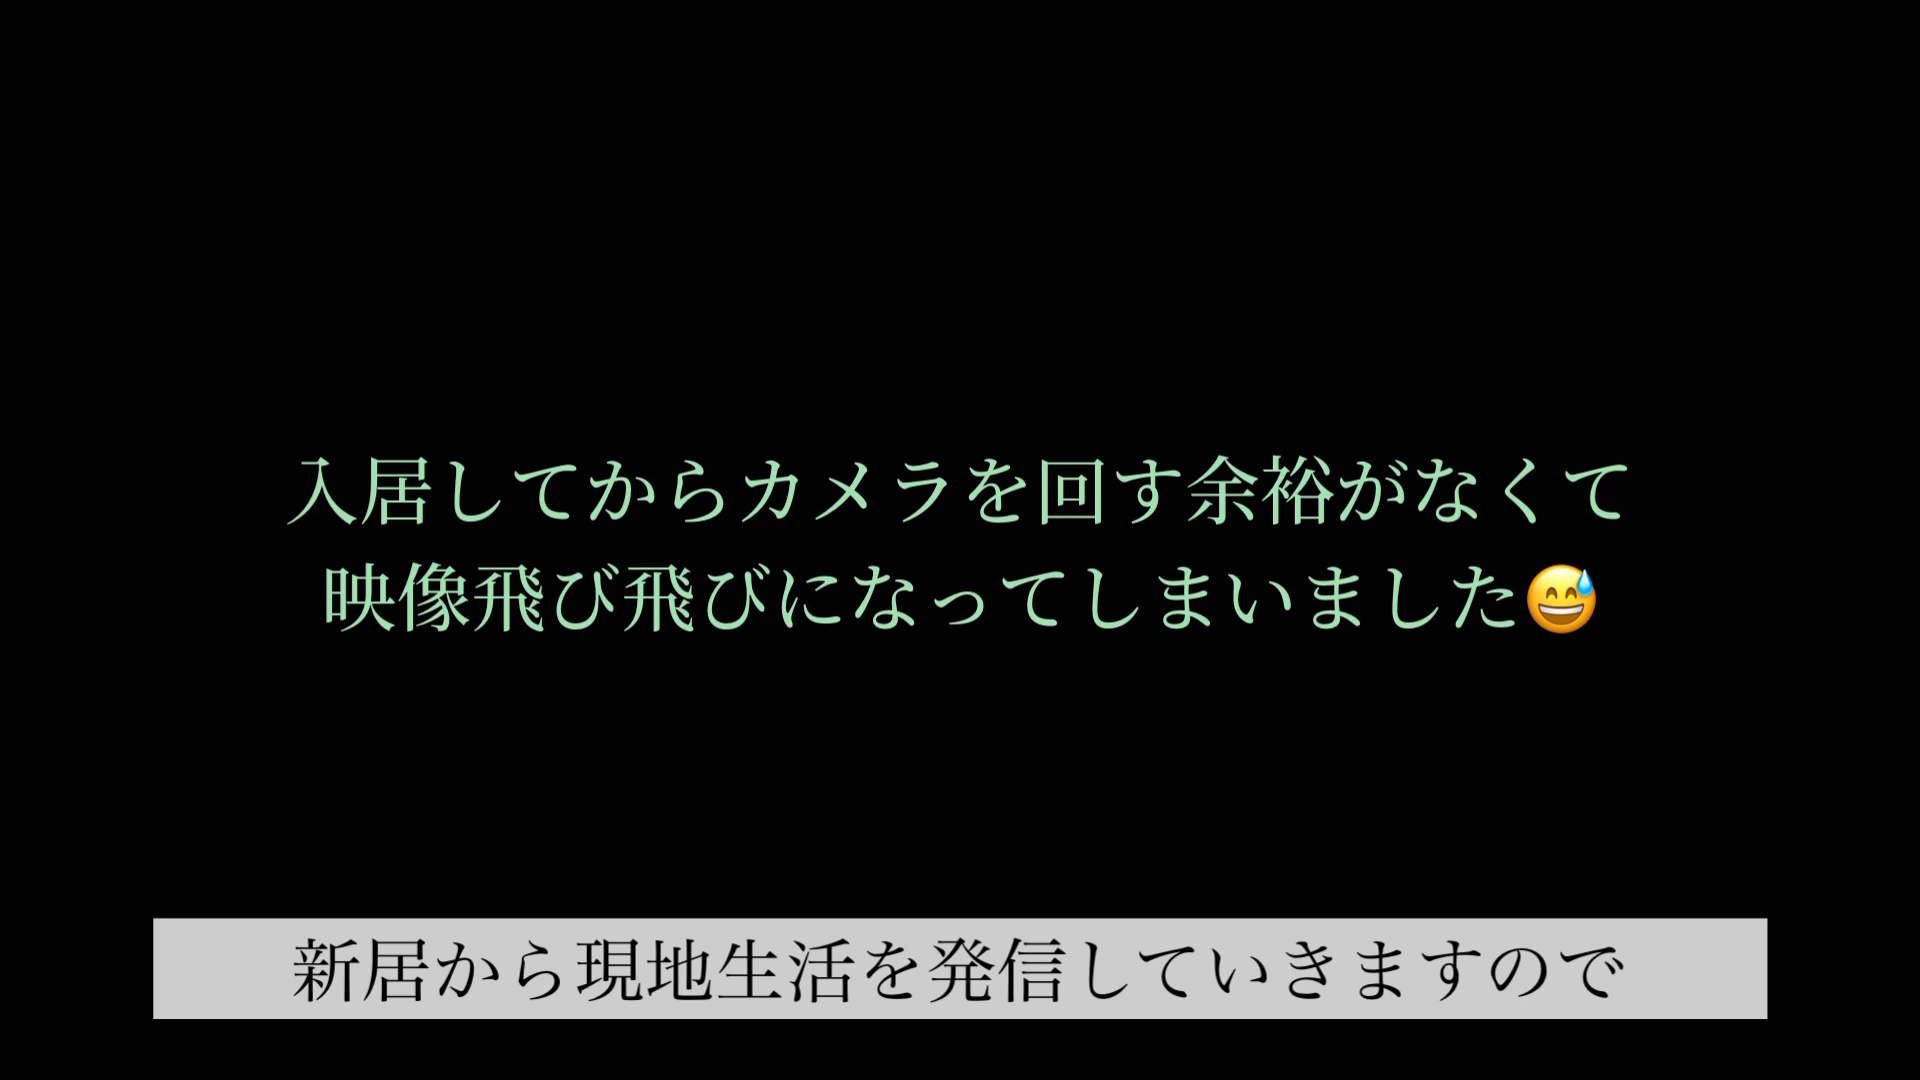 入居してからカメラを回す余裕がなくて
映像飛び飛びになってしまいました😅
新居から現地生活を発信していきますので